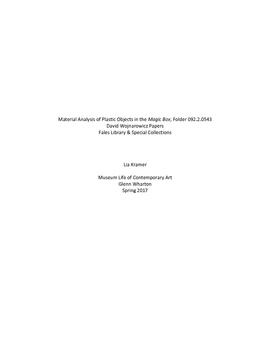 Material Analysis of Plastic Objects in the Magic Box, Folder 092.2.0543
David Wojnarowicz Papers
Fales Library & Special Collections
Lia Kramer
Museum Life of Contemporary Art
Glenn Wharton
Spring 2017